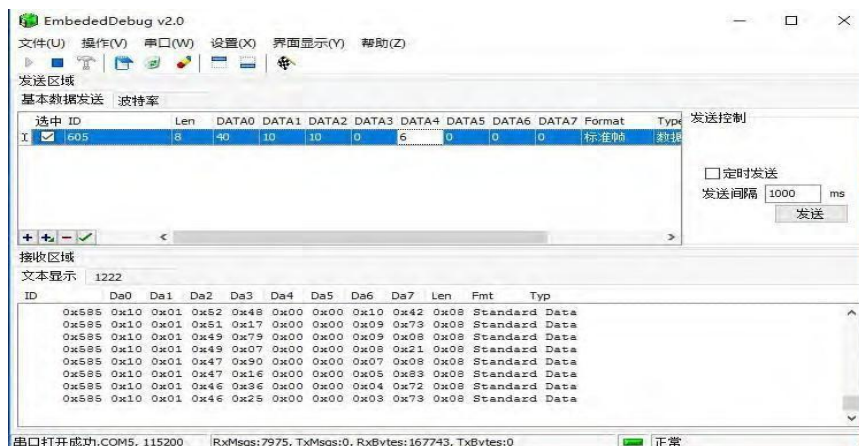 EmbededDebug v2.0
文件(U) 操作(V) 串口(W) 设置(X) 界面显示(Y) 帮助(Z)
发送区域
基本数据发送 波特率
选中 ID Len DATA0 DATA1 DATA2 DATA3 DATA4 DATA5 DATA6 DATA7 Format Type
605 8 40 10 10 0 6 0 0 0 标准帧 数据
发送控制
定时发送
发送间隔 1000 ms
发送
接收区域
文本显示 1222
ID Da0 Da1 Da2 Da3 Da4 Da5 Da6 Da7 Len Fmt Typ
0x585 0x10 0x01 0x52 0x48 0x00 0x00 0x10 0x42 0x08 Standard Data
0x585 0x10 0x01 0x51 0x17 0x00 0x00 0x09 0x73 0x08 Standard Data
0x585 0x10 0x01 0x49 0x79 0x00 0x00 0x09 0x08 0x08 Standard Data
0x585 0x10 0x01 0x49 0x07 0x00 0x00 0x08 0x21 0x08 Standard Data
0x585 0x10 0x01 0x47 0x90 0x00 0x00 0x07 0x08 0x08 Standard Data
0x585 0x10 0x01 0x47 0x16 0x00 0x00 0x05 0x83 0x08 Standard Data
0x585 0x10 0x01 0x46 0x36 0x00 0x00 0x04 0x72 0x08 Standard Data
0x585 0x10 0x01 0x46 0x25 0x00 0x00 0x03 0x73 0x08 Standard Data
串口打开成功,COM5, 115200 RxMsgs:7975, TxMsgs:0, RxBytes:167743, TxBytes:0 正常